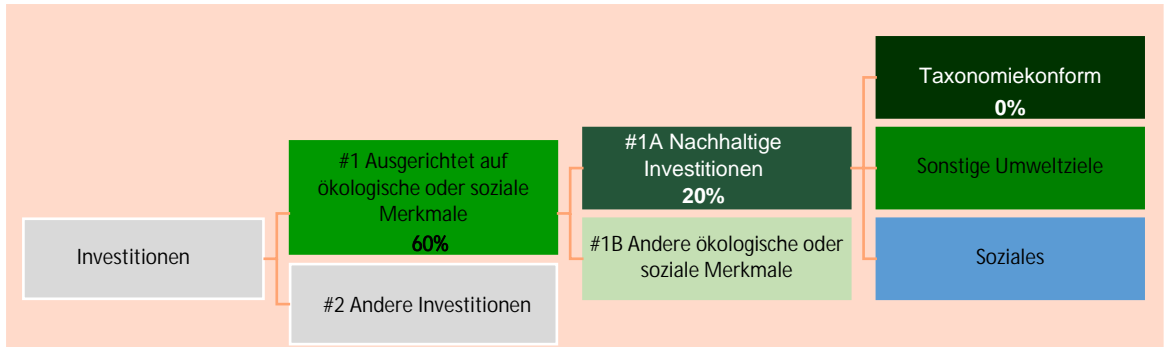 Investitionen
#1 Ausgerichtet auf
ökologische oder soziale
Merkmale
60%
#2 Andere Investitionen
#1A Nachhaltige
Investitionen
20%
#1B Andere ökologische oder
soziale Merkmale
Taxonomiekonform
0%
Sonstige Umweltziele
Soziales